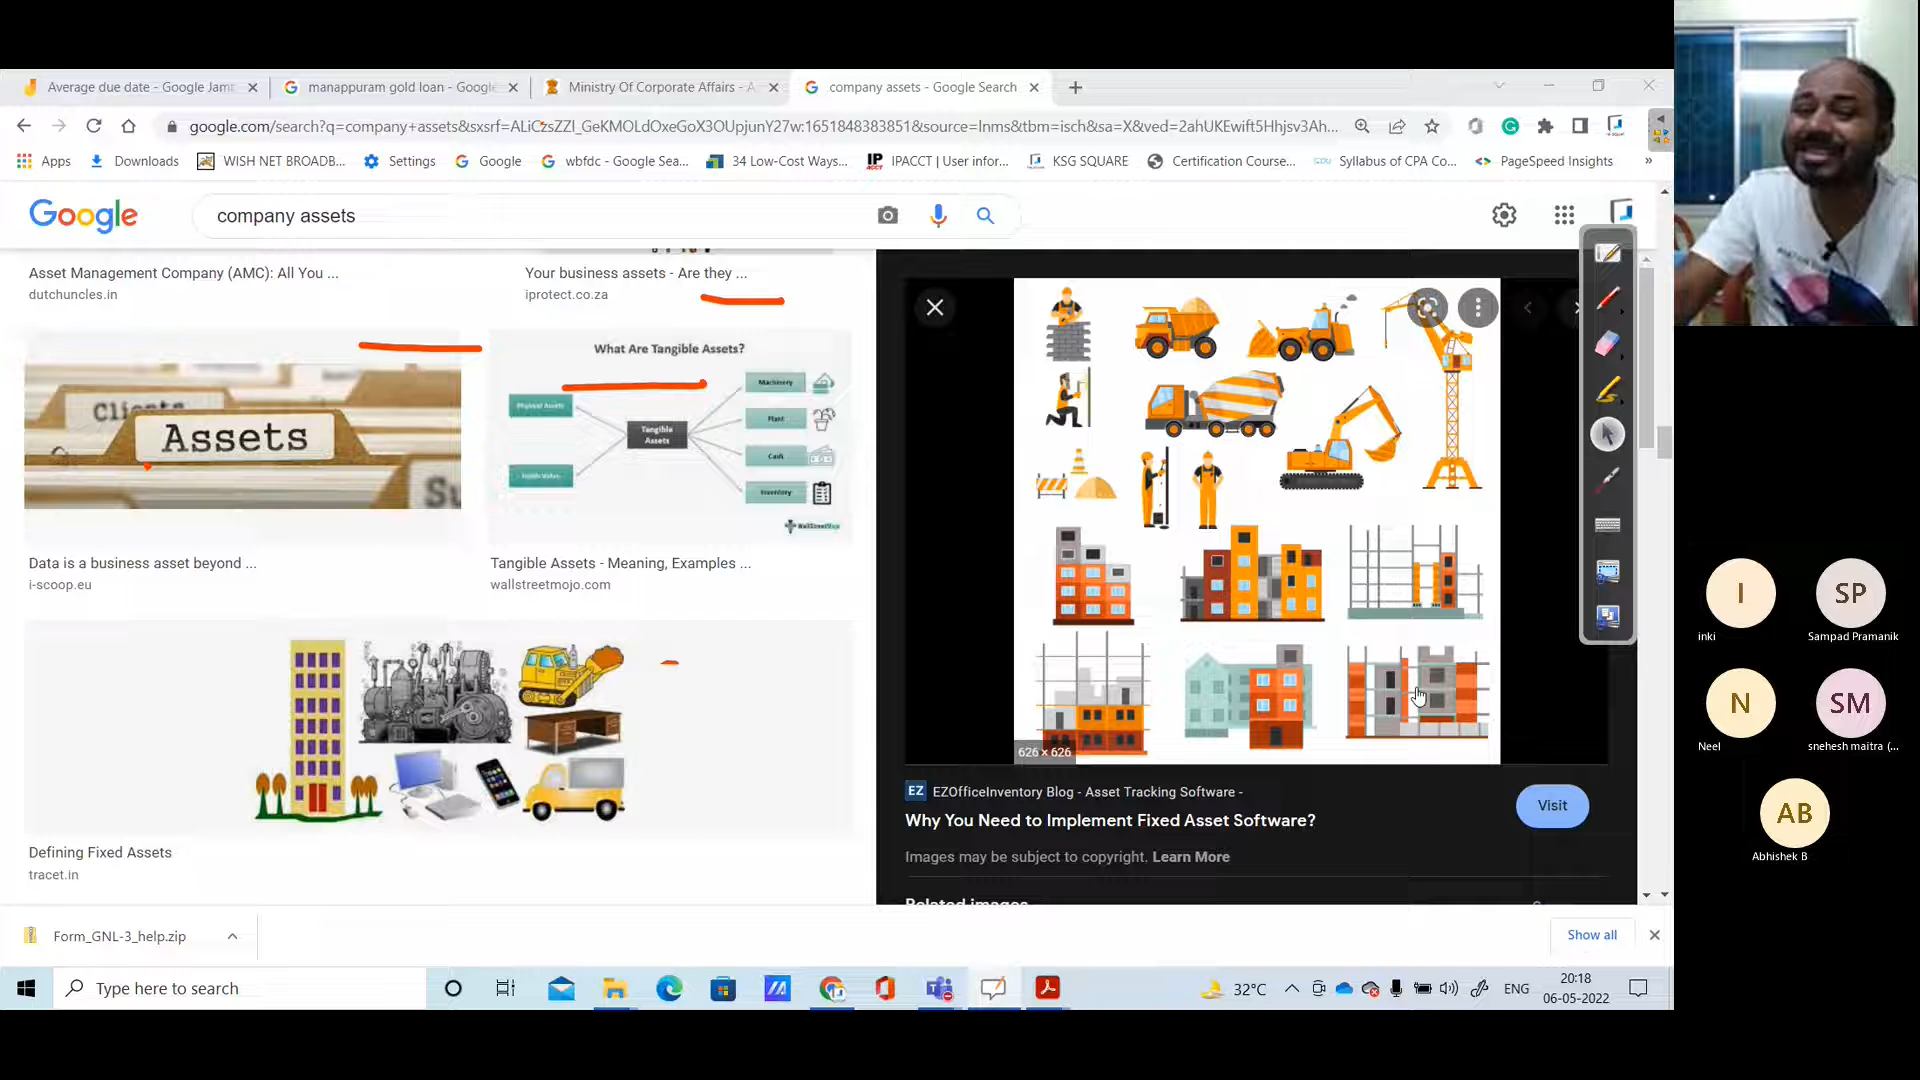 Average due date - Google Jam
manappuram gold loan - Google
Ministry Of Corporate Affairs - A
company assets - Google Search
google.com/search?q=company+assets&sxsrf=ALiCzsZZI_GeKMOLdOxeGoX3OUpjunY27w:1651848383851&source=lnms&tbm=isch&sa=X&ved=2ahUKEwift5Hhjsv3Ah...
Apps
Downloads
WISH NET BROADB...
Settings
Google
wbfdc - Google Sea...
34 Low-Cost Ways...
IPACCT | User infor...
KSG SQUARE
Certification Course...
Syllabus of CPA Co...
PageSpeed Insights
»
Google
company assets
Asset Management Company (AMC): All You ...
dutchuncles.in
Your business assets - Are they ...
iprotect.co.za
Clients
Assets
Su
What Are Tangible Assets?
Physical Assets
Tangible
Assets
Machinery
Plant
Cash
Inventory
WallStreetMojo
Data is a business asset beyond ...
i-scoop.eu
Tangible Assets - Meaning, Examples ...
wallstreetmojo.com
Defining Fixed Assets
tracet.in
626 × 626
EZ
EZOfficeInventory Blog - Asset Tracking Software -
Why You Need to Implement Fixed Asset Software?
Visit
Images may be subject to copyright. Learn More
Related images
Form_GNL-3_help.zip
Show all
Type here to search
32°C
ENG
20:18
06-05-2022
I
inki
SP
Sampad Pramanik
N
Neel
SM
snehesh maitra (...
AB
Abhishek B